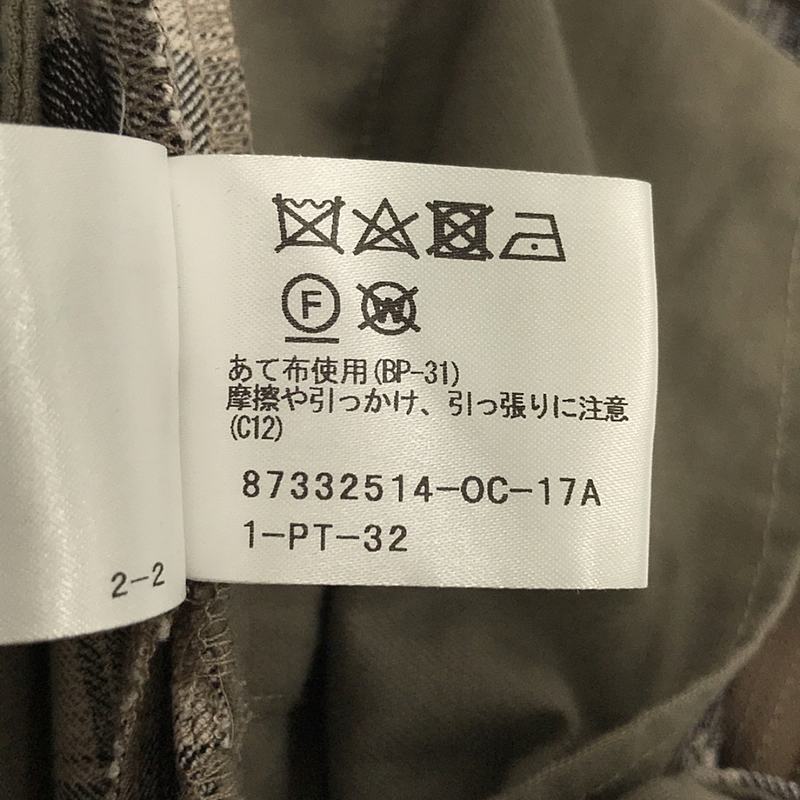 F
W
あて布使用(BP-31)
摩擦や引っかけ、引っ張りに注意
(C12)
87332514-OC-17A
1-PT-32
2-2